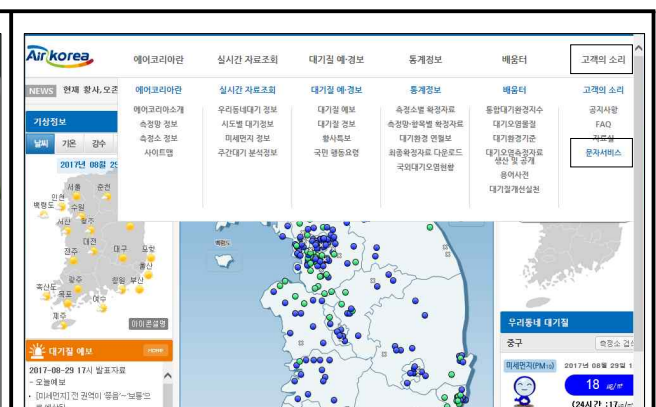 Airkorea
에어코리아란 실시간 자료조회 대기질 예·경보 통계정보 배움터 고객의 소리
NEWS 현재 황사,오존
에어코리아란 실시간 자료조회 대기질 예·경보 통계정보 배움터 고객의 소리
에어코리아소개 우리동네대기 정보 대기질 예보 측정소별 확정자료 통합대기환경지수 공지사항
측정망 정보 시도별 대기정보 대기질 경보 측정망·항목별 확정자료 대기오염물질 FAQ
측정소 정보 미세먼지 정보 황사특보 대기환경 연월보 대기환경기준 자료실
사이트맵 주간대기 분석정보 국민 행동요령 최종확정자료 다운로드 대기오염측정자료 생산 및 공개 문자서비스
국외대기오염현황 용어사전
대기질개선실천
기상정보
날씨 기온 강수
2017년 08월 29
서울 춘천
인천
백령도 수원
서산 청주
대전
전주 대구 포항
울산
광주 창원 부산
흑산도 목포
여수
제주
아이콘설명
백령도
대기질 예보 MORE
2017-08-29 17시 발표자료
- 오늘예보
우리동네 대기질
중구 측정소 검색
미세먼지(PM10) 2017년 08월 29일 1
18 ㎍/㎥
(24시간 :17㎍/㎥